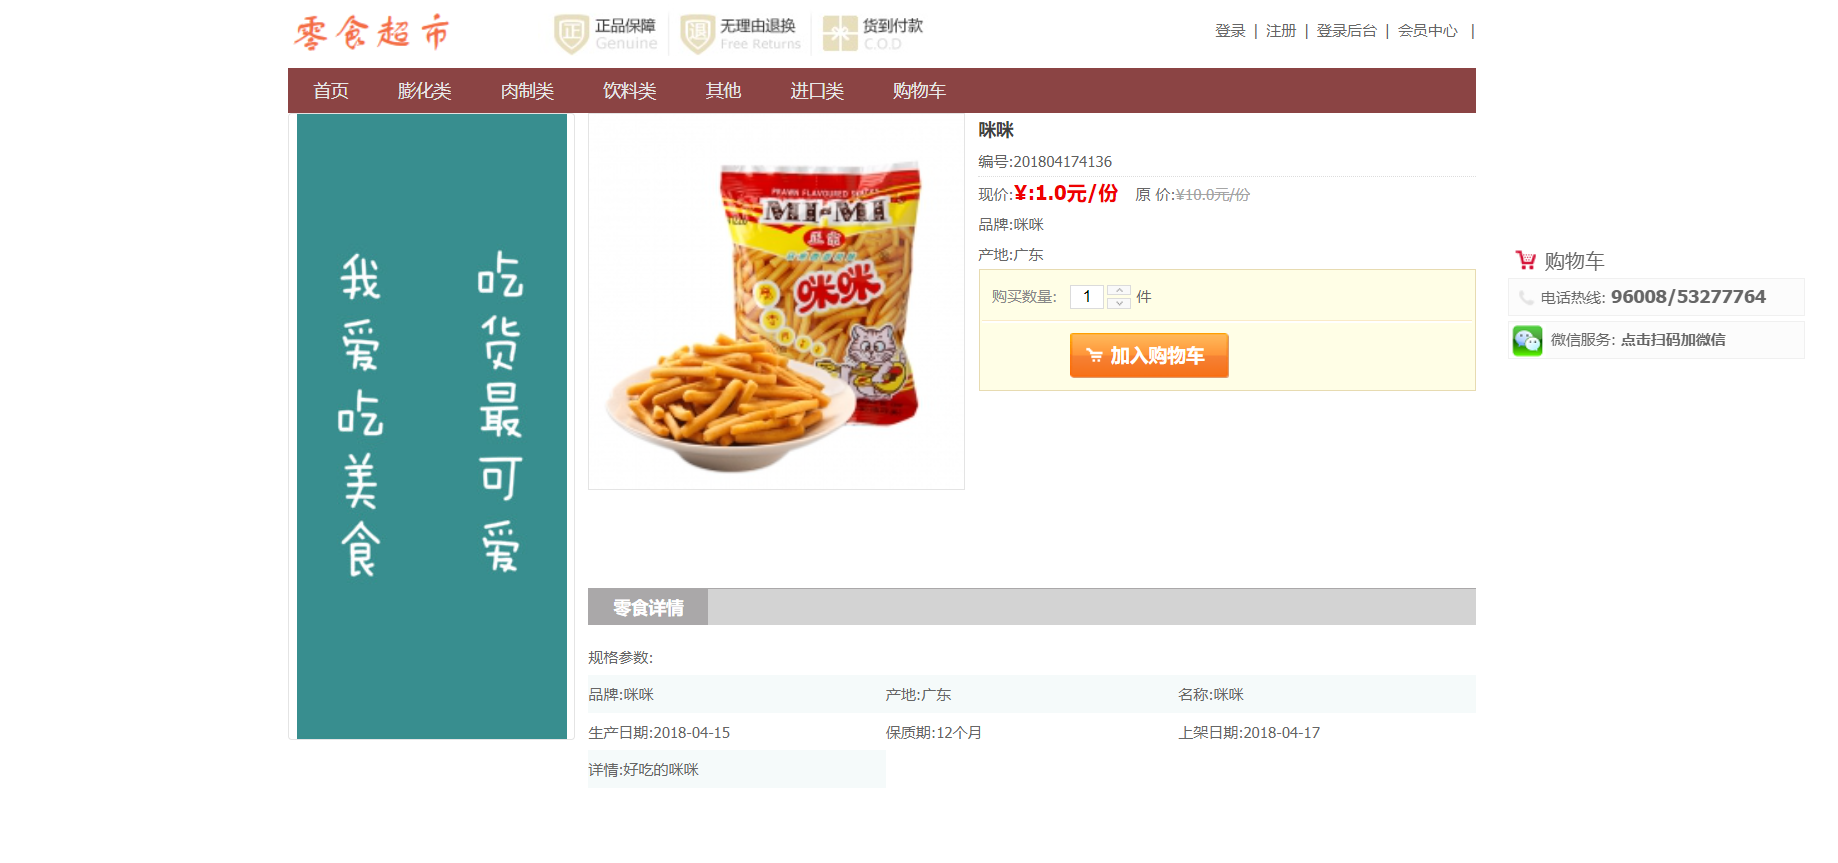 零食超市
正品保障
Genuine
无理由退换
Free Returns
货到付款
C.O.D
登录 | 注册 | 登录后台 | 会员中心 |
首页 膨化类 肉制类 饮料类 其他 进口类 购物车
吃货最可爱
我爱吃美食
PRAWN FLAVOURED SNACKS
MI-MI
咪咪
咪咪
编号:201804174136
现价:¥:1.0元/份 原 价:¥10.0元/份
品牌:咪咪
产地:广东
购买数量: 1 件
加入购物车
购物车
电话热线: 96008/53277764
微信服务: 点击扫码加微信
零食详情
规格参数:
品牌:咪咪 产地:广东 名称:咪咪
生产日期:2018-04-15 保质期:12个月 上架日期:2018-04-17
详情:好吃的咪咪